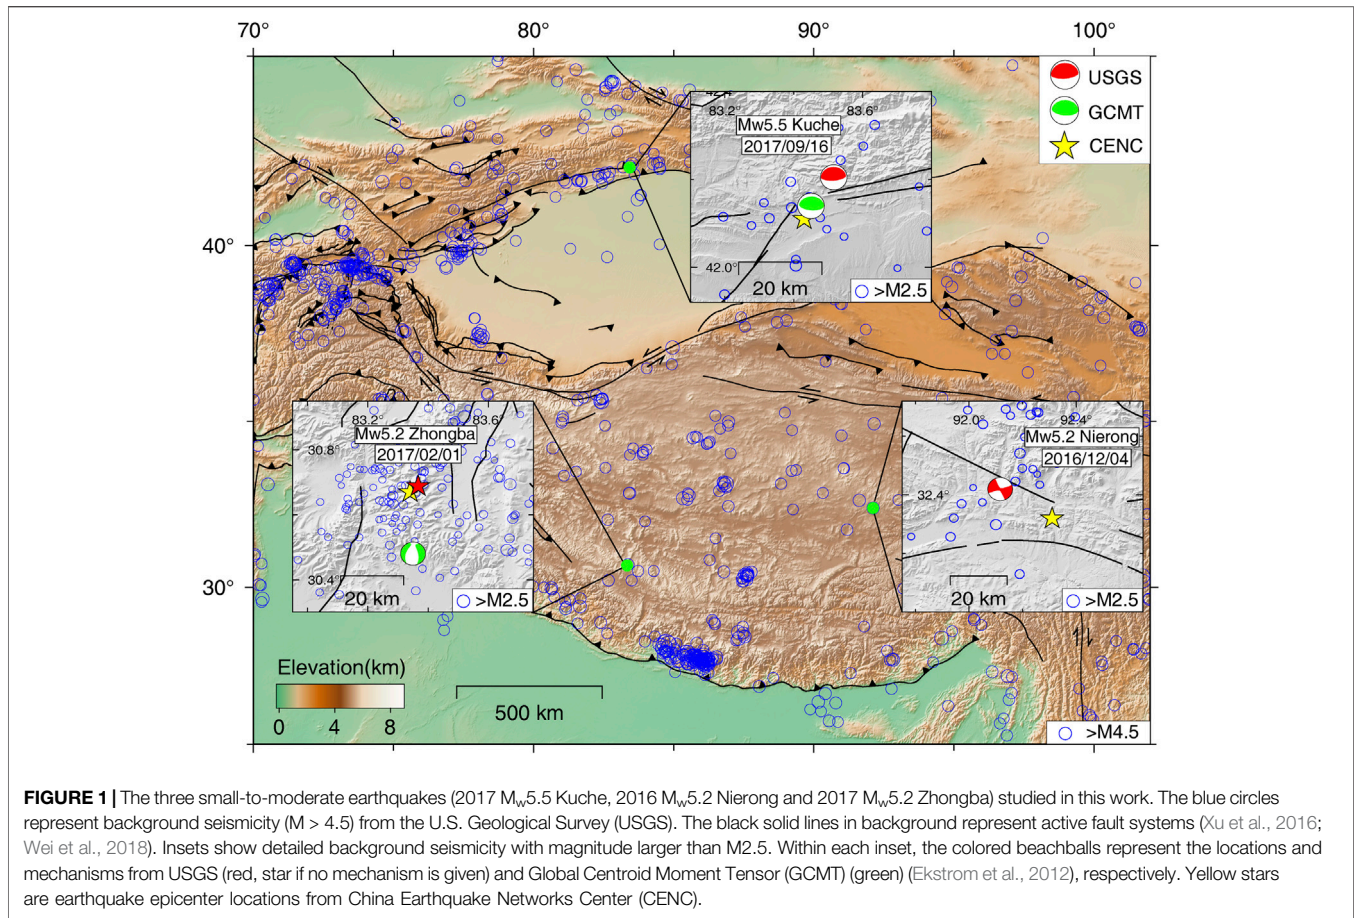 70°
80°
90°
100°
USGS
GCMT
CENC
83.2°
83.6°
Mw5.5 Kuche
2017/09/16
42.0°
20 km
>M2.5
40°
30°
83.2°
83.6°
Mw5.2 Zhongba
30.8°
2017/02/01
30.4°
20 km
>M2.5
92.0°
92.4°
Mw5.2 Nierong
2016/12/04
32.4°
20 km
>M2.5
Elevation(km)
0
4
8
500 km
>M4.5
FIGURE 1 | The three small-to-moderate earthquakes (2017 Mw5.5 Kuche, 2016 Mw5.2 Nierong and 2017 Mw5.2 Zhongba) studied in this work. The blue circles
represent background seismicity (M > 4.5) from the U.S. Geological Survey (USGS). The black solid lines in background represent active fault systems (Xu et al., 2016;
Wei et al., 2018). Insets show detailed background seismicity with magnitude larger than M2.5. Within each inset, the colored beachballs represent the locations and
mechanisms from USGS (red, star if no mechanism is given) and Global Centroid Moment Tensor (GCMT) (green) (Ekstrom et al., 2012), respectively. Yellow stars
are earthquake epicenter locations from China Earthquake Networks Center (CENC).